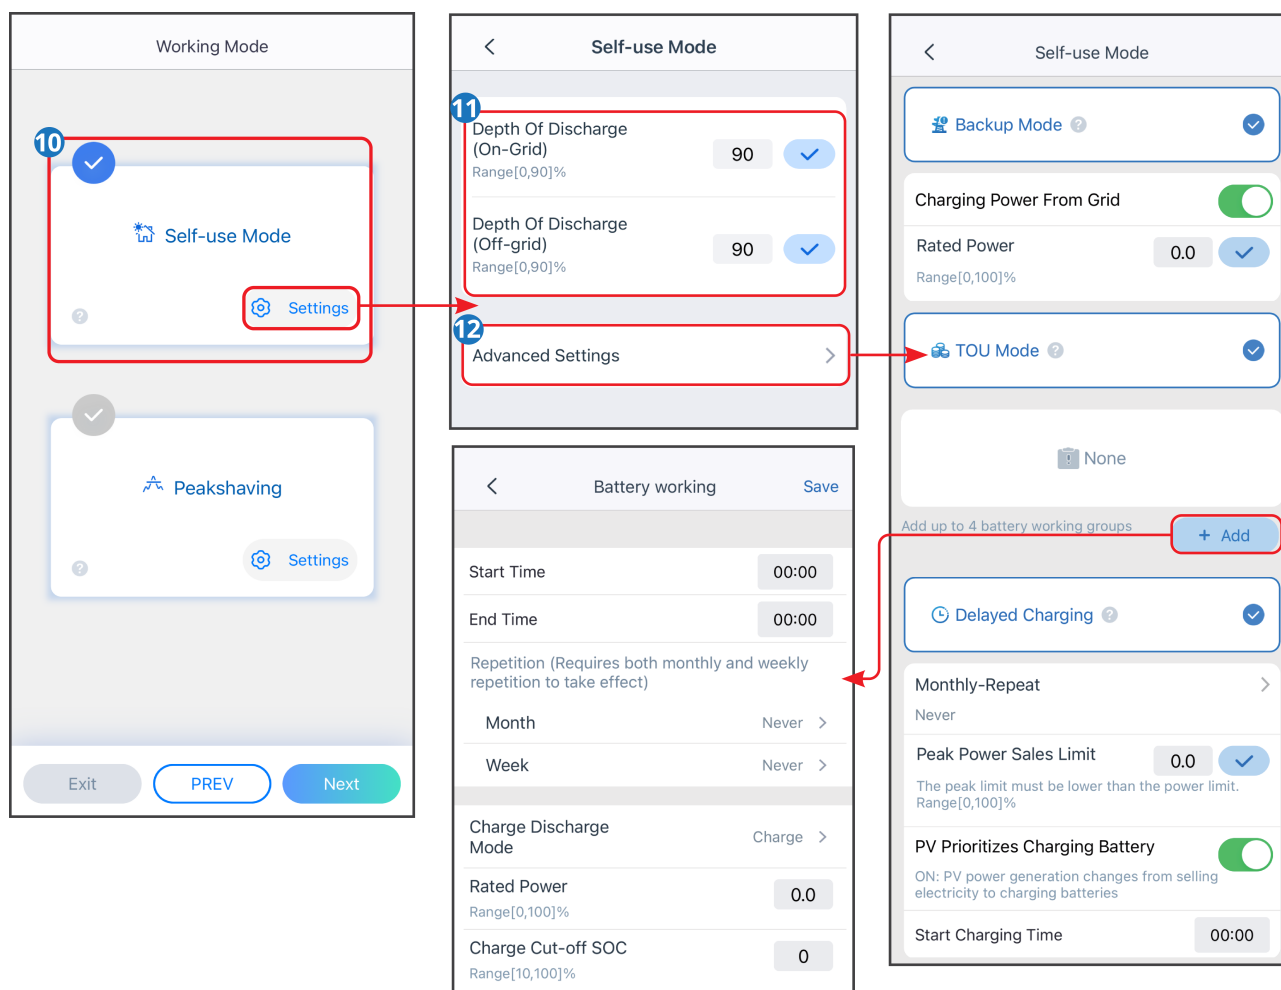 Working Mode
10
Self-use Mode
Settings
Peakshaving
Settings
Exit
PREV
Next
Self-use Mode
11
Depth Of Discharge
(On-Grid)
90
Range[0,90]%
Depth Of Discharge
(Off-grid)
90
Range[0,90]%
12
Advanced Settings
Self-use Mode
Backup Mode ?
Charging Power From Grid
Rated Power
0.0
Range[0,100]%
TOU Mode ?
None
Add up to 4 battery working groups
+ Add
Delayed Charging ?
Monthly-Repeat
Never
Peak Power Sales Limit
0.0
The peak limit must be lower than the power limit.
Range[0,100]%
PV Prioritizes Charging Battery
ON: PV power generation changes from selling
electricity to charging batteries
Start Charging Time
00:00
Battery working
Save
Start Time
00:00
End Time
00:00
Repetition (Requires both monthly and weekly
repetition to take effect)
Month
Never
Week
Never
Charge Discharge
Mode
Charge
Rated Power
0.0
Range[0,100]%
Charge Cut-off SOC
0
Range[10,100]%